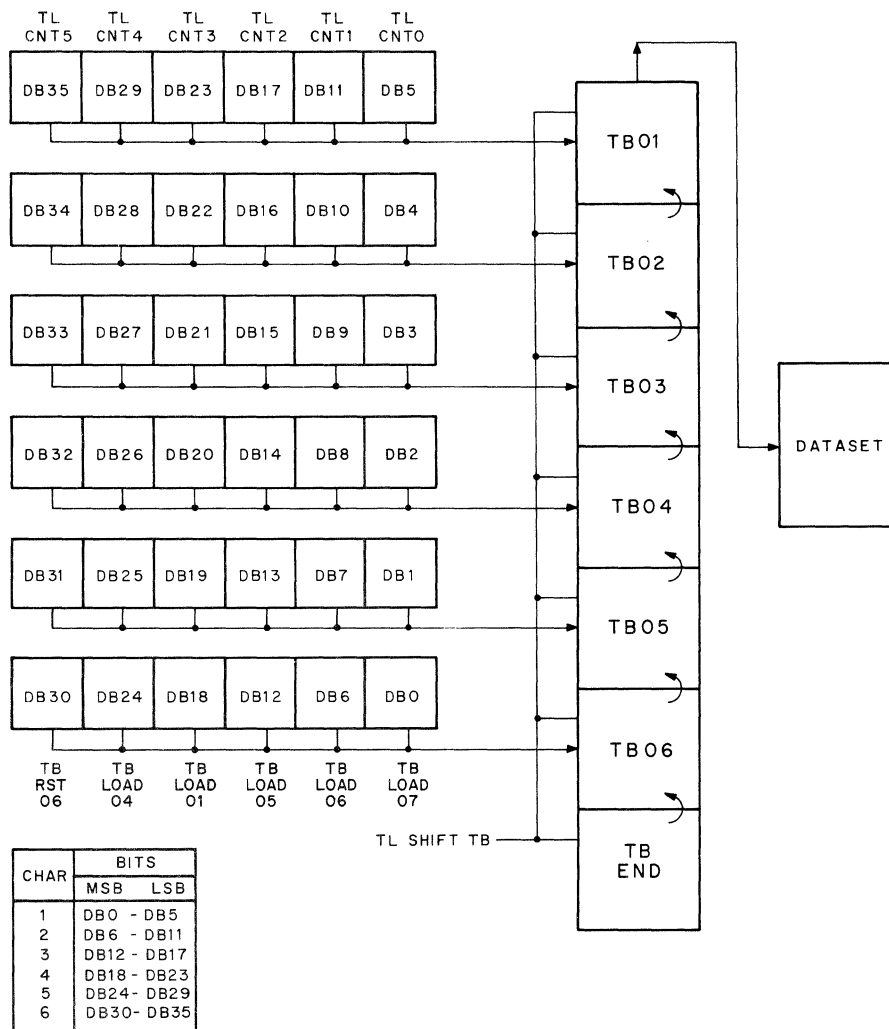 TL TL TL TL TL TL
CNT5 CNT4 CNT3 CNT2 CNT1 CNT0
DB35 DB29 DB23 DB17 DB11 DB5
TB01
DB34 DB28 DB22 DB16 DB10 DB4
TB02
DB33 DB27 DB21 DB15 DB9 DB3
TB03
DATASET
DB32 DB26 DB20 DB14 DB8 DB2
TB04
DB31 DB25 DB19 DB13 DB7 DB1
TB05
DB30 DB24 DB18 DB12 DB6 DB0
TB06
TB TB TB TB TB TB
RST LOAD LOAD LOAD LOAD LOAD
06 04 01 05 06 07
TL SHIFT TB
TB
END
CHAR BITS
MSB LSB
1 DB0 - DB5
2 DB6 - DB11
3 DB12 - DB17
4 DB18 - DB23
5 DB24 - DB29
6 DB30 - DB35